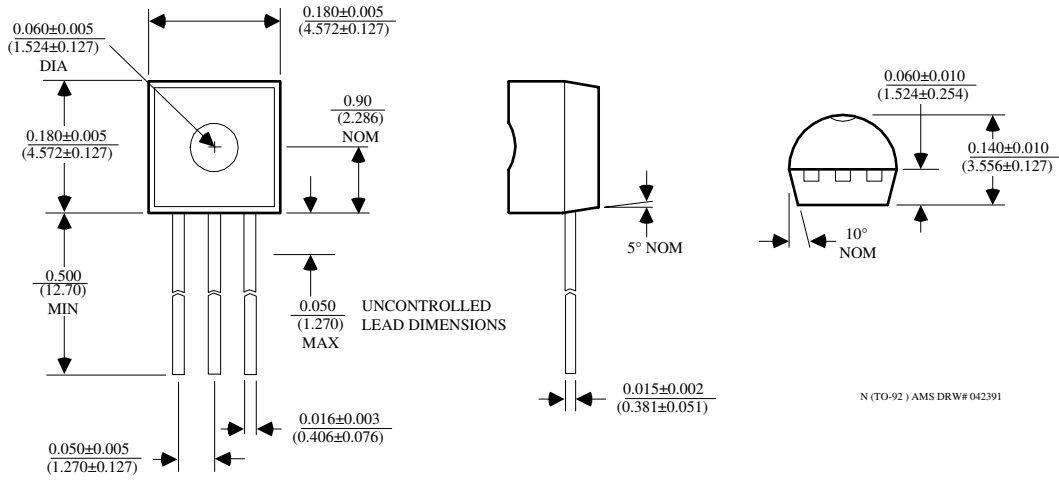 0.060±0.005
(1.524±0.127)
DIA
0.180±0.005
(4.572±0.127)
0.180±0.005
(4.572±0.127)
0.90
(2.286)
NOM
0.500
(12.70)
MIN
0.050
(1.270)
MAX
UNCONTROLLED
LEAD DIMENSIONS
0.016±0.003
(0.406±0.076)
0.050±0.005
(1.270±0.127)
5° NOM
0.015±0.002
(0.381±0.051)
0.060±0.010
(1.524±0.254)
0.140±0.010
(3.556±0.127)
10°
NOM
N (TO-92 ) AMS DRW# 042391